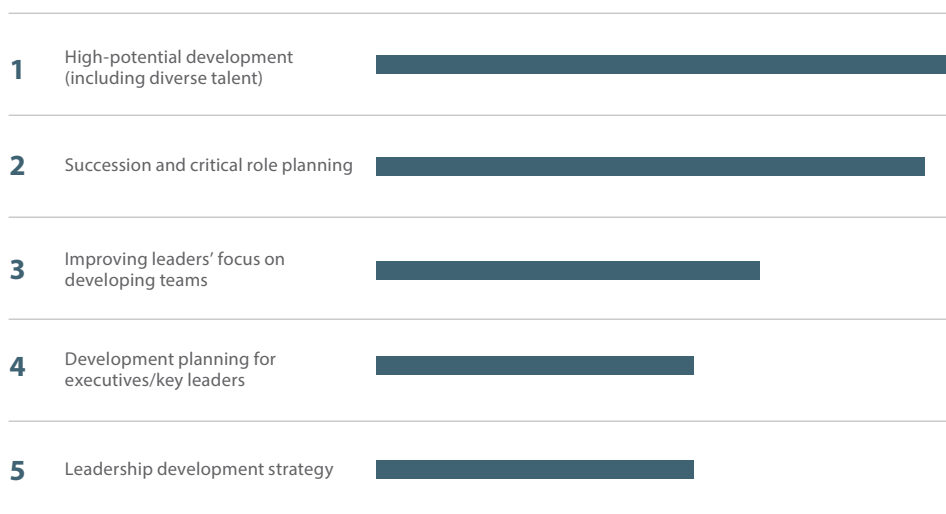 1
High-potential development
(including diverse talent)
2
Succession and critical role planning
3
Improving leaders’ focus on
developing teams
4
Development planning for
executives/key leaders
5
Leadership development strategy